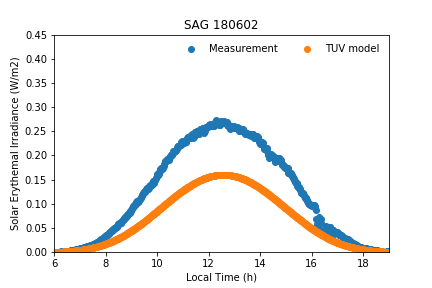 SAG 180602
Measurement TUV model
Solar Erythemal Irradiance (W/m2)
0.45
0.40
0.35
0.30
0.25
0.20
0.15
0.10
0.05
0.00
6 8 10 12 14 16 18
Local Time (h)